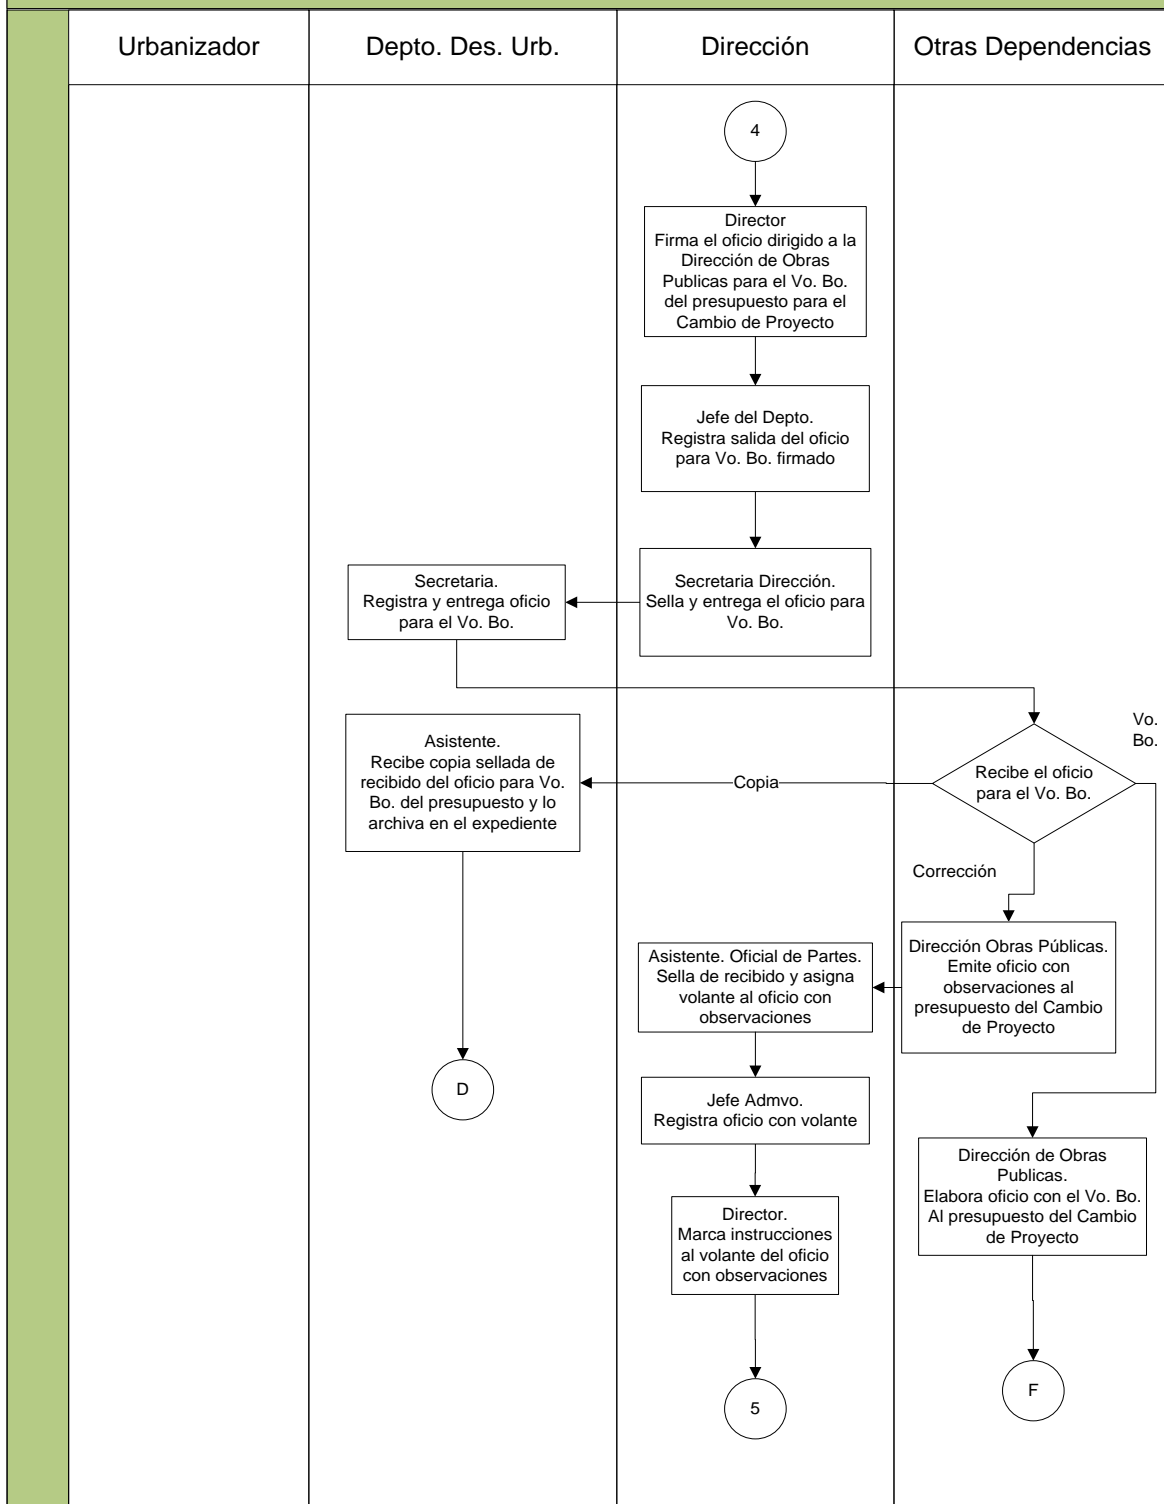 Urbanizador
Depto. Des. Urb.
Dirección
Otras Dependencias
4
Director
Firma el oficio dirigido a la
Dirección de Obras
Publicas para el Vo. Bo.
del presupuesto para el
Cambio de Proyecto
Jefe del Depto.
Registra salida del oficio
para Vo. Bo. firmado
Secretaria.
Registra y entrega oficio
para el Vo. Bo.
Secretaria Dirección.
Sella y entrega el oficio para
Vo. Bo.
Asistente.
Recibe copia sellada de
recibido del oficio para Vo.
Bo. del presupuesto y lo
archiva en el expediente
Copia
Recibe el oficio
para el Vo. Bo.
Vo.
Bo.
Corrección
Asistente. Oficial de Partes.
Sella de recibido y asigna
volante al oficio con
observaciones
Dirección Obras Públicas.
Emite oficio con
observaciones al
presupuesto del Cambio
de Proyecto
D
Jefe Admvo.
Registra oficio con volante
Dirección de Obras
Publicas.
Elabora oficio con el Vo. Bo.
Al presupuesto del Cambio
de Proyecto
Director.
Marca instrucciones
al volante del oficio
con observaciones
5
F